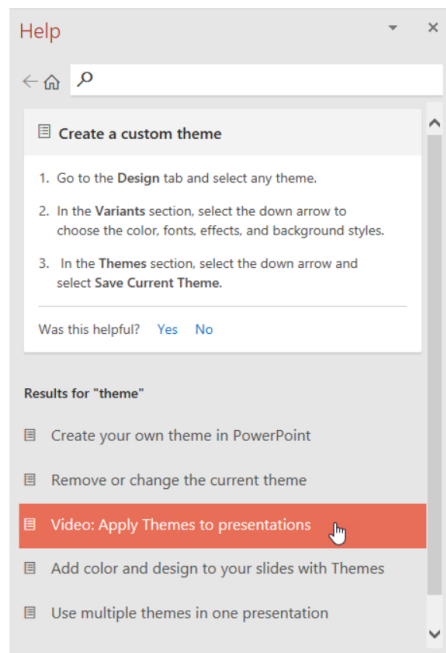 Help
Create a custom theme
1. Go to the Design tab and select any theme.
2. In the Variants section, select the down arrow to
choose the color, fonts, effects, and background styles.
3. In the Themes section, select the down arrow and
select Save Current Theme.
Was this helpful? Yes No
Results for "theme"
Create your own theme in PowerPoint
Remove or change the current theme
Video: Apply Themes to presentations
Add color and design to your slides with Themes
Use multiple themes in one presentation